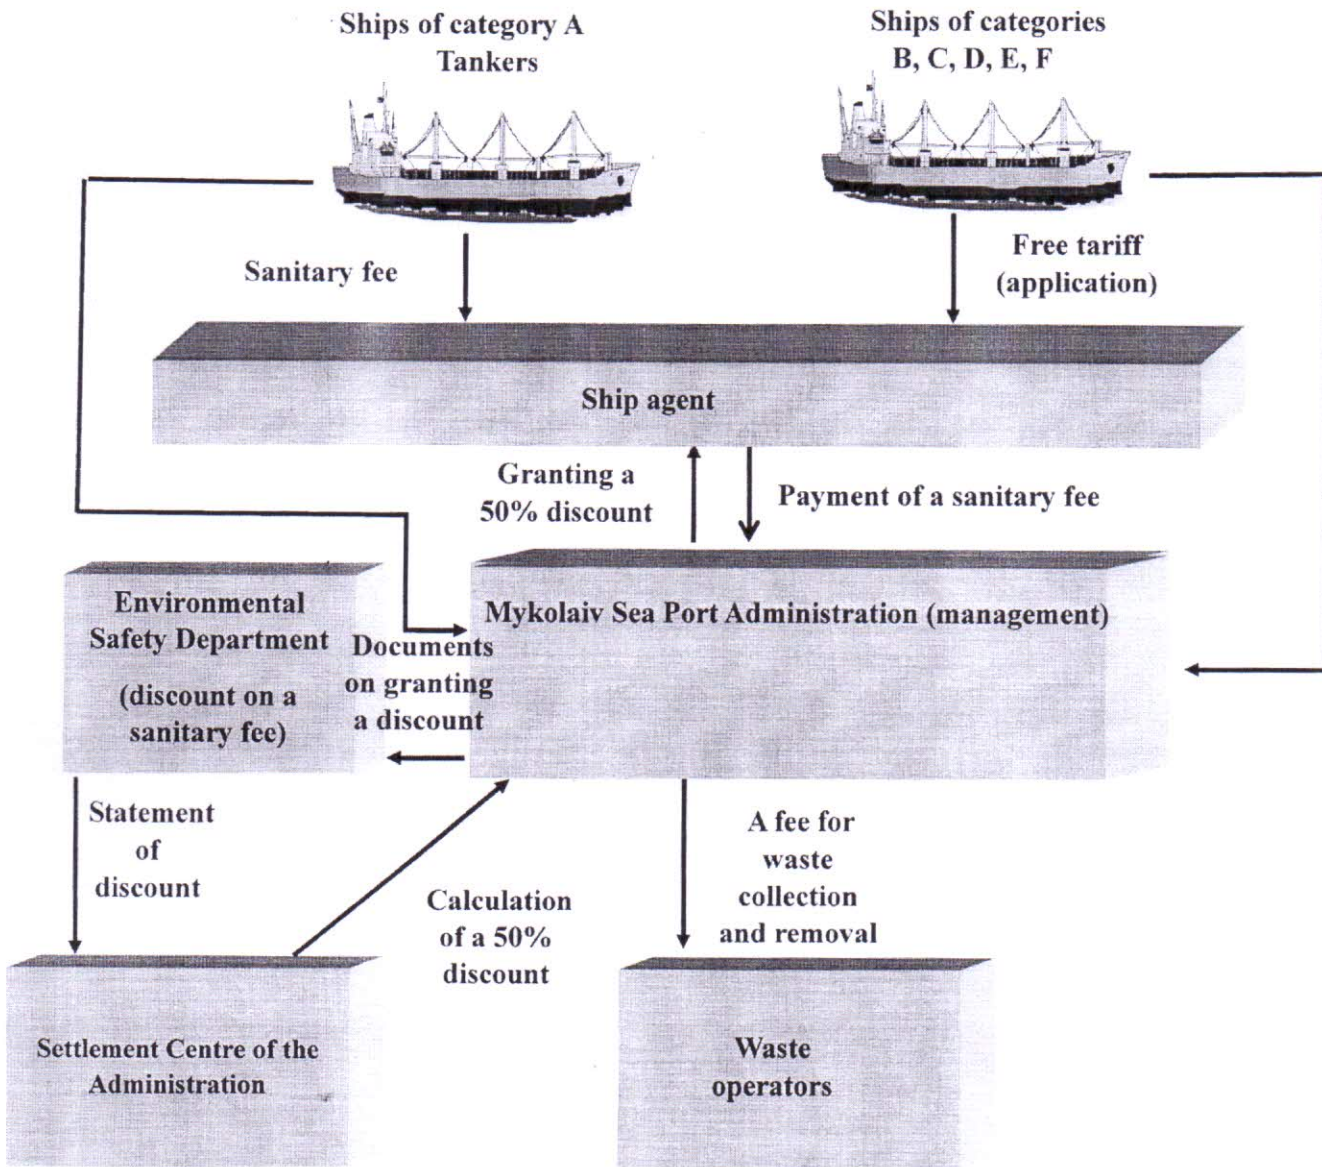 Ships of category A
Tankers
Ships of categories
B, C, D, E, F
Sanitary fee
Free tariff
(application)
Ship agent
Granting a
50% discount
Payment of a sanitary fee
Environmental
Safety Department
(discount on a
sanitary fee)
Documents
on granting
a discount
Mykolaiv Sea Port Administration (management)
Statement
of
discount
Calculation
of a 50%
discount
A fee for
waste
collection
and removal
Settlement Centre of the
Administration
Waste
operators